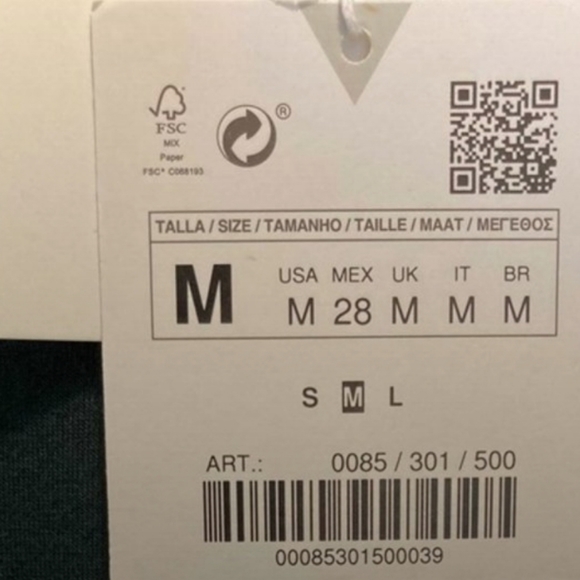 FSC
MIX
Paper
FSC® C088193
®
TALLA / SIZE / TAMANHO / TAILLE / MAAT / ΜΕΓΕΘΟΣ
M
USA MEX UK IT BR
M 28 M M M
S M L
ART.: 0085 / 301 / 500
00085301500039